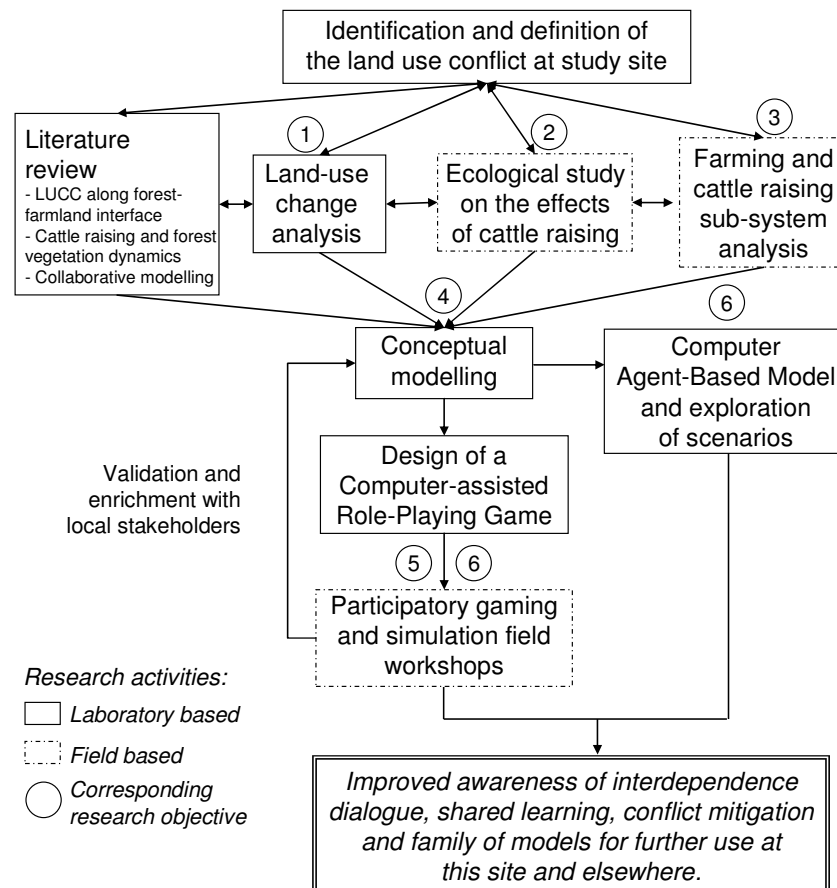 Identification and definition of
the land use conflict at study site
Literature
review
- LUCC along forest-
farmland interface
- Cattle raising and forest
vegetation dynamics
- Collaborative modelling
1
Land-use
change
analysis
2
Ecological study
on the effects
of cattle raising
3
Farming and
cattle raising
sub-system
analysis
4
Conceptual
modelling
6
Computer
Agent-Based Model
and exploration
of scenarios
Validation and
enrichment with
local stakeholders
Design of a
Computer-assisted
Role-Playing Game
5 6
Participatory gaming
and simulation field
workshops
Research activities:
Laboratory based
Field based
Corresponding
research objective
Improved awareness of interdependence
dialogue, shared learning, conflict mitigation
and family of models for further use at
this site and elsewhere.